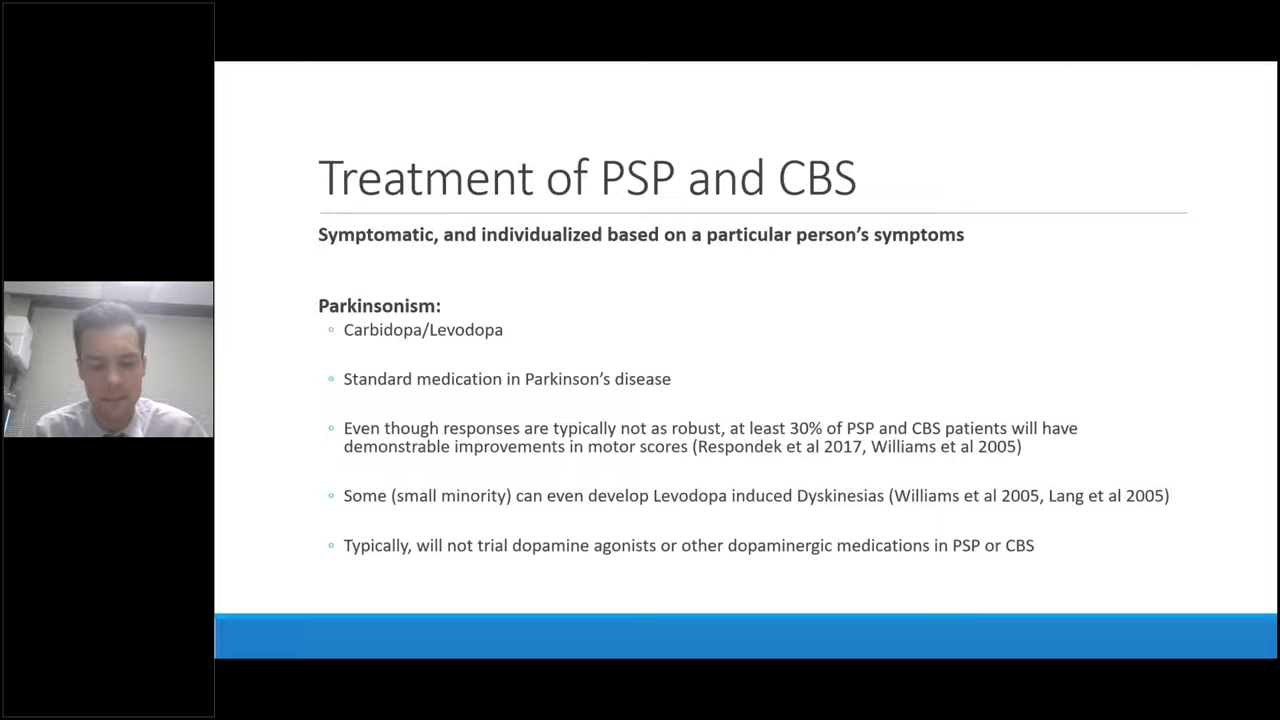 Treatment of PSP and CBS
Symptomatic, and individualized based on a particular person's symptoms
Parkinsonism:
◦ Carbidopa/Levodopa
◦ Standard medication in Parkinson's disease
◦ Even though responses are typically not as robust, at least 30% of PSP and CBS patients will have
demonstrable improvements in motor scores (Respondek et al 2017, Williams et al 2005)
◦ Some (small minority) can even develop Levodopa induced Dyskinesias (Williams et al 2005, Lang et al 2005)
◦ Typically, will not trial dopamine agonists or other dopaminergic medications in PSP or CBS